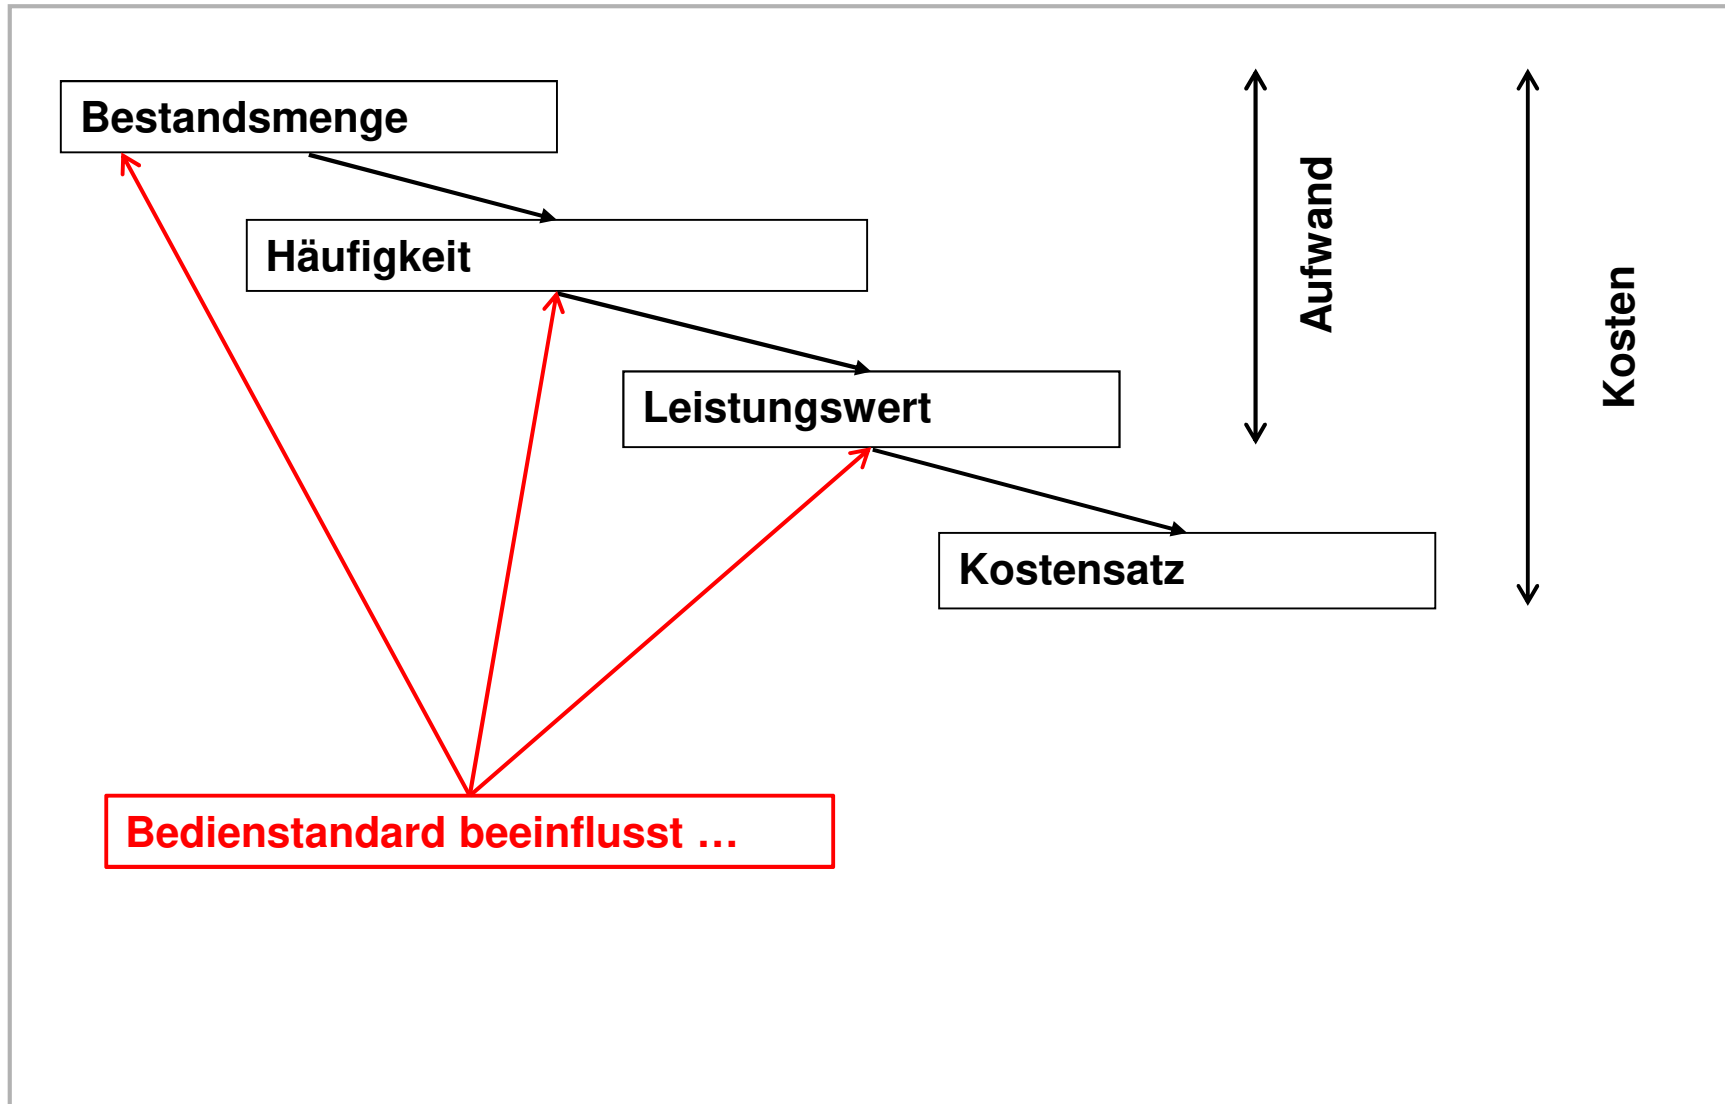 Bestandsmenge
Häufigkeit
Leistungswert
Kostensatz
Aufwand
Kosten
Bedienstandard beeinflusst …